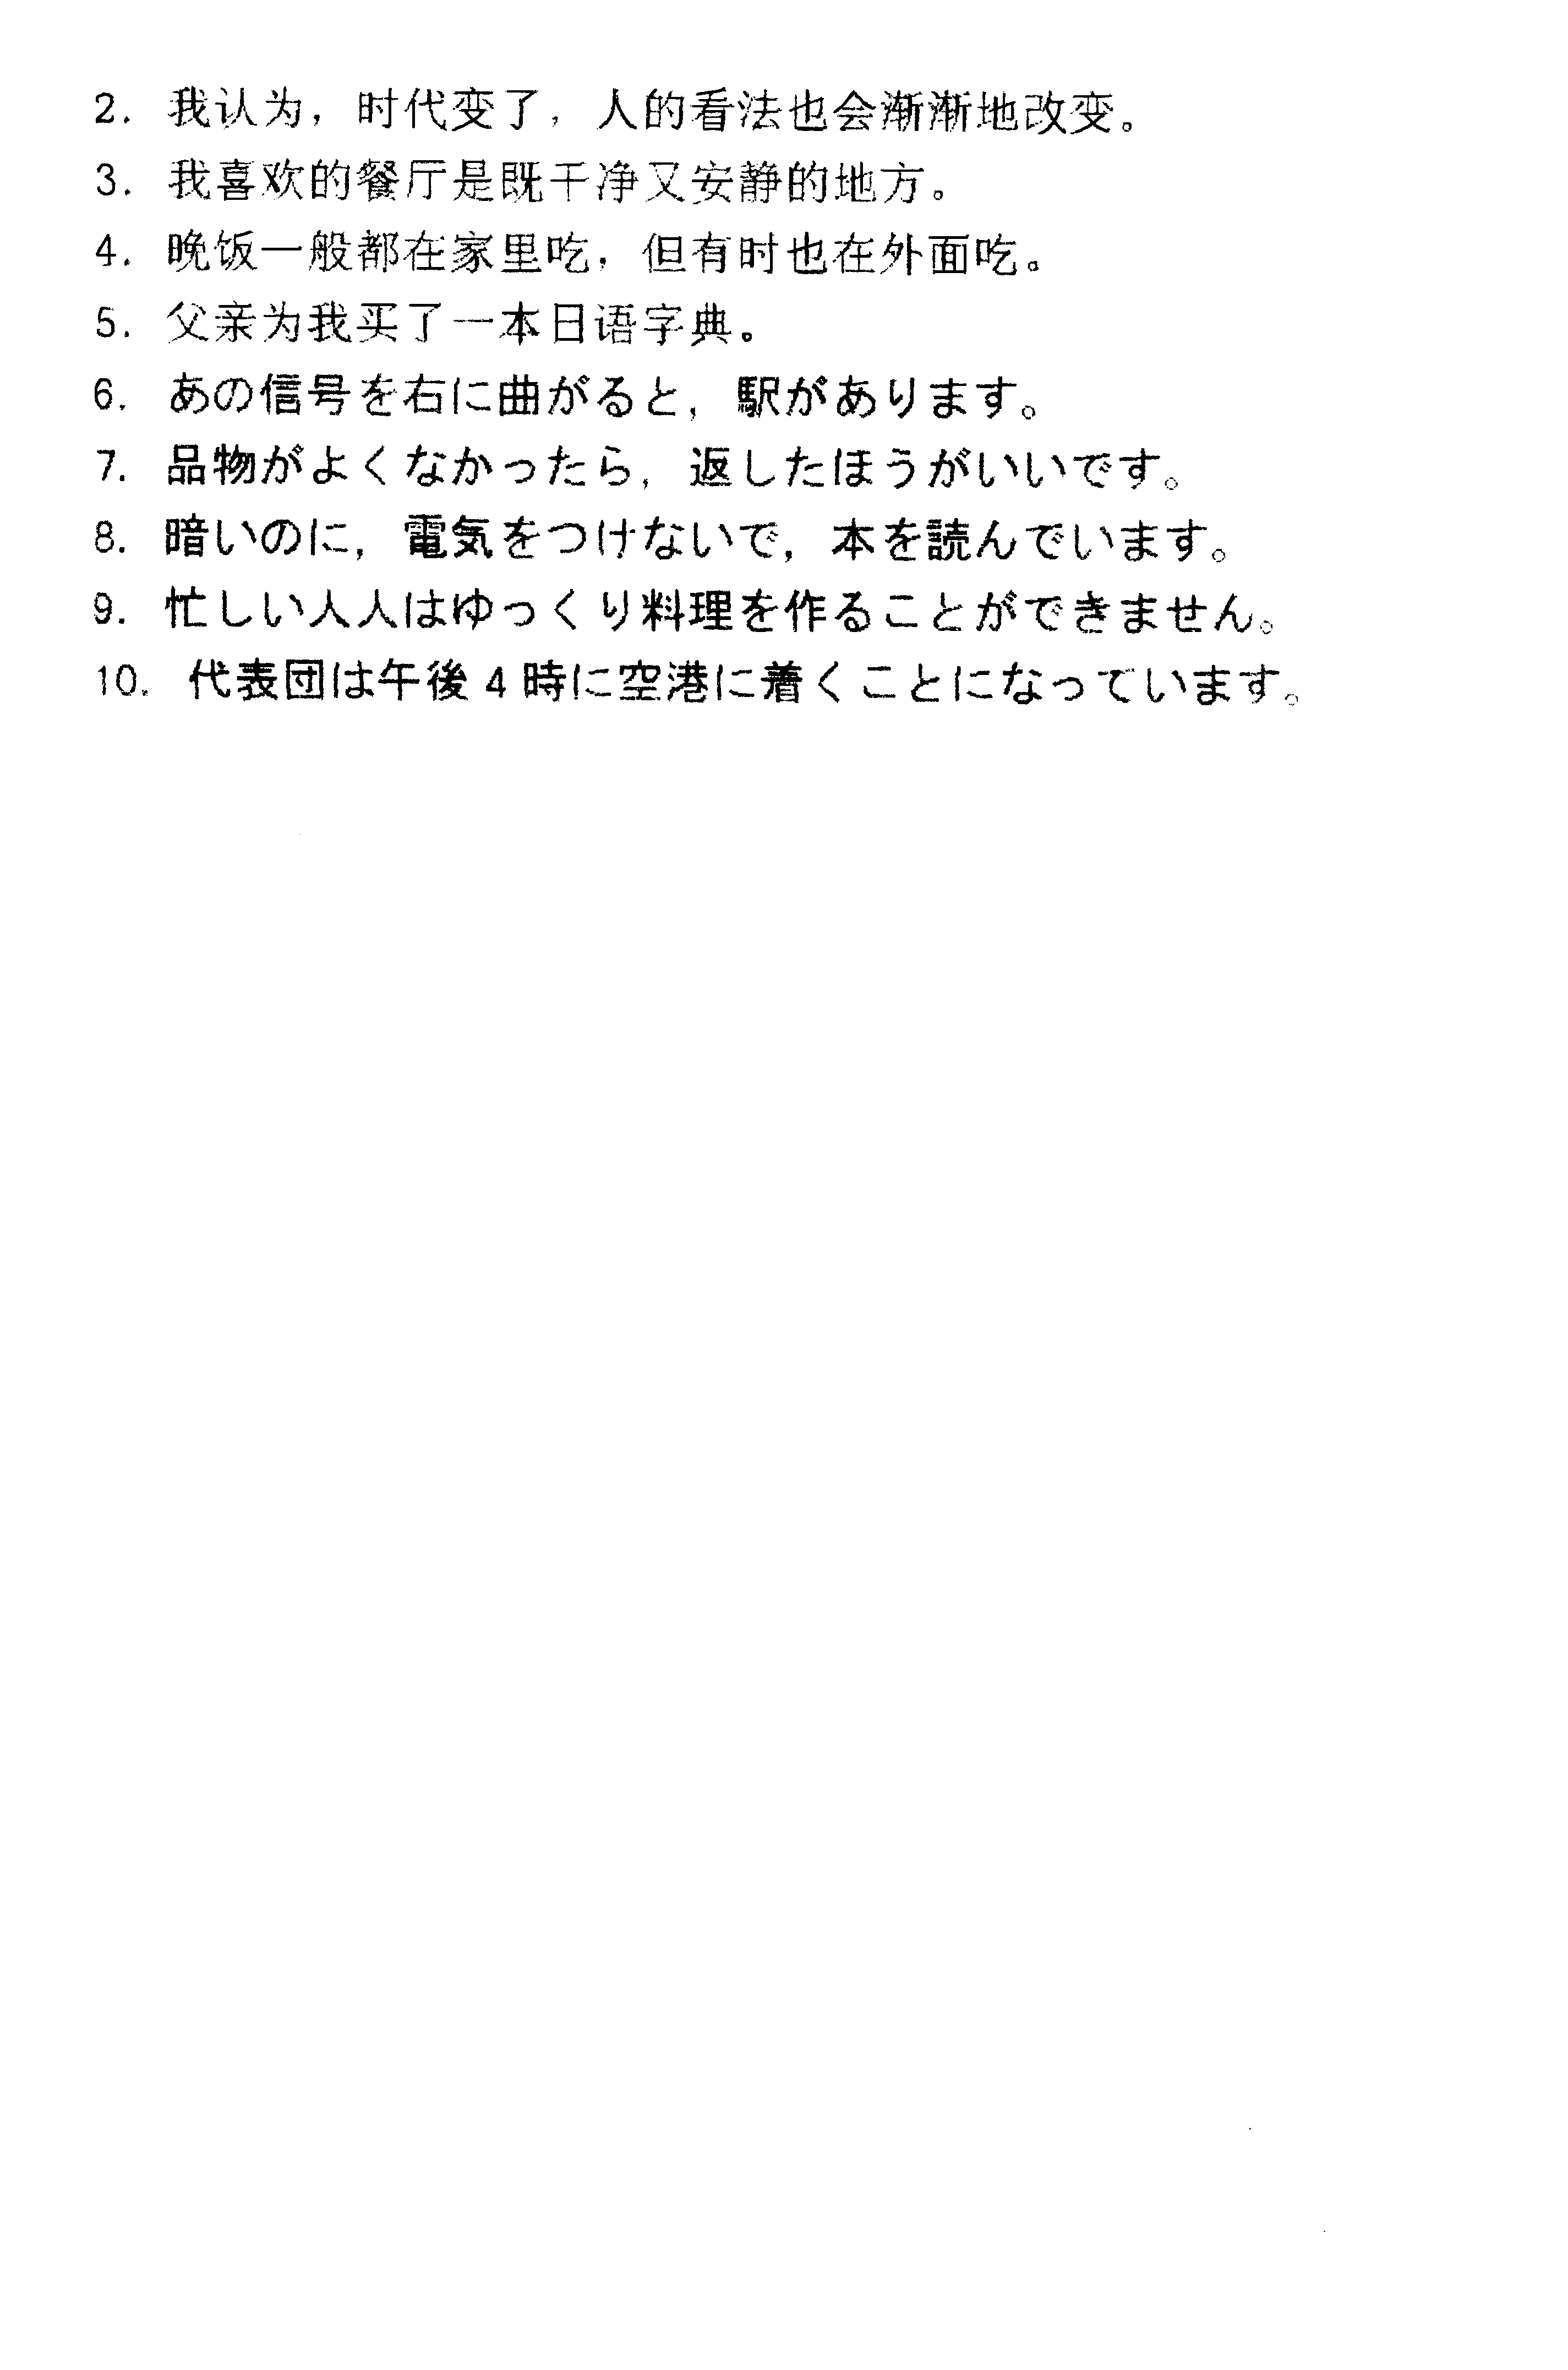 2. 我认为，时代变了，人的看法也会渐渐地改变。
3. 我喜欢的餐厅是既干净又安静的地方。
4. 晚饭一般都在家里吃，但有时也在外面吃。
5. 父亲为我买了一本日语字典。
6. あの信号を右に曲がると，駅があります。
7. 品物がよくなかったら，返したほうがいいです。
8. 暗いのに，電気をつけないで，本を読んでいます。
9. 忙しい人人はゆっくり料理を作ることができません。
10. 代表団は午後4時に空港に着くことになっています。